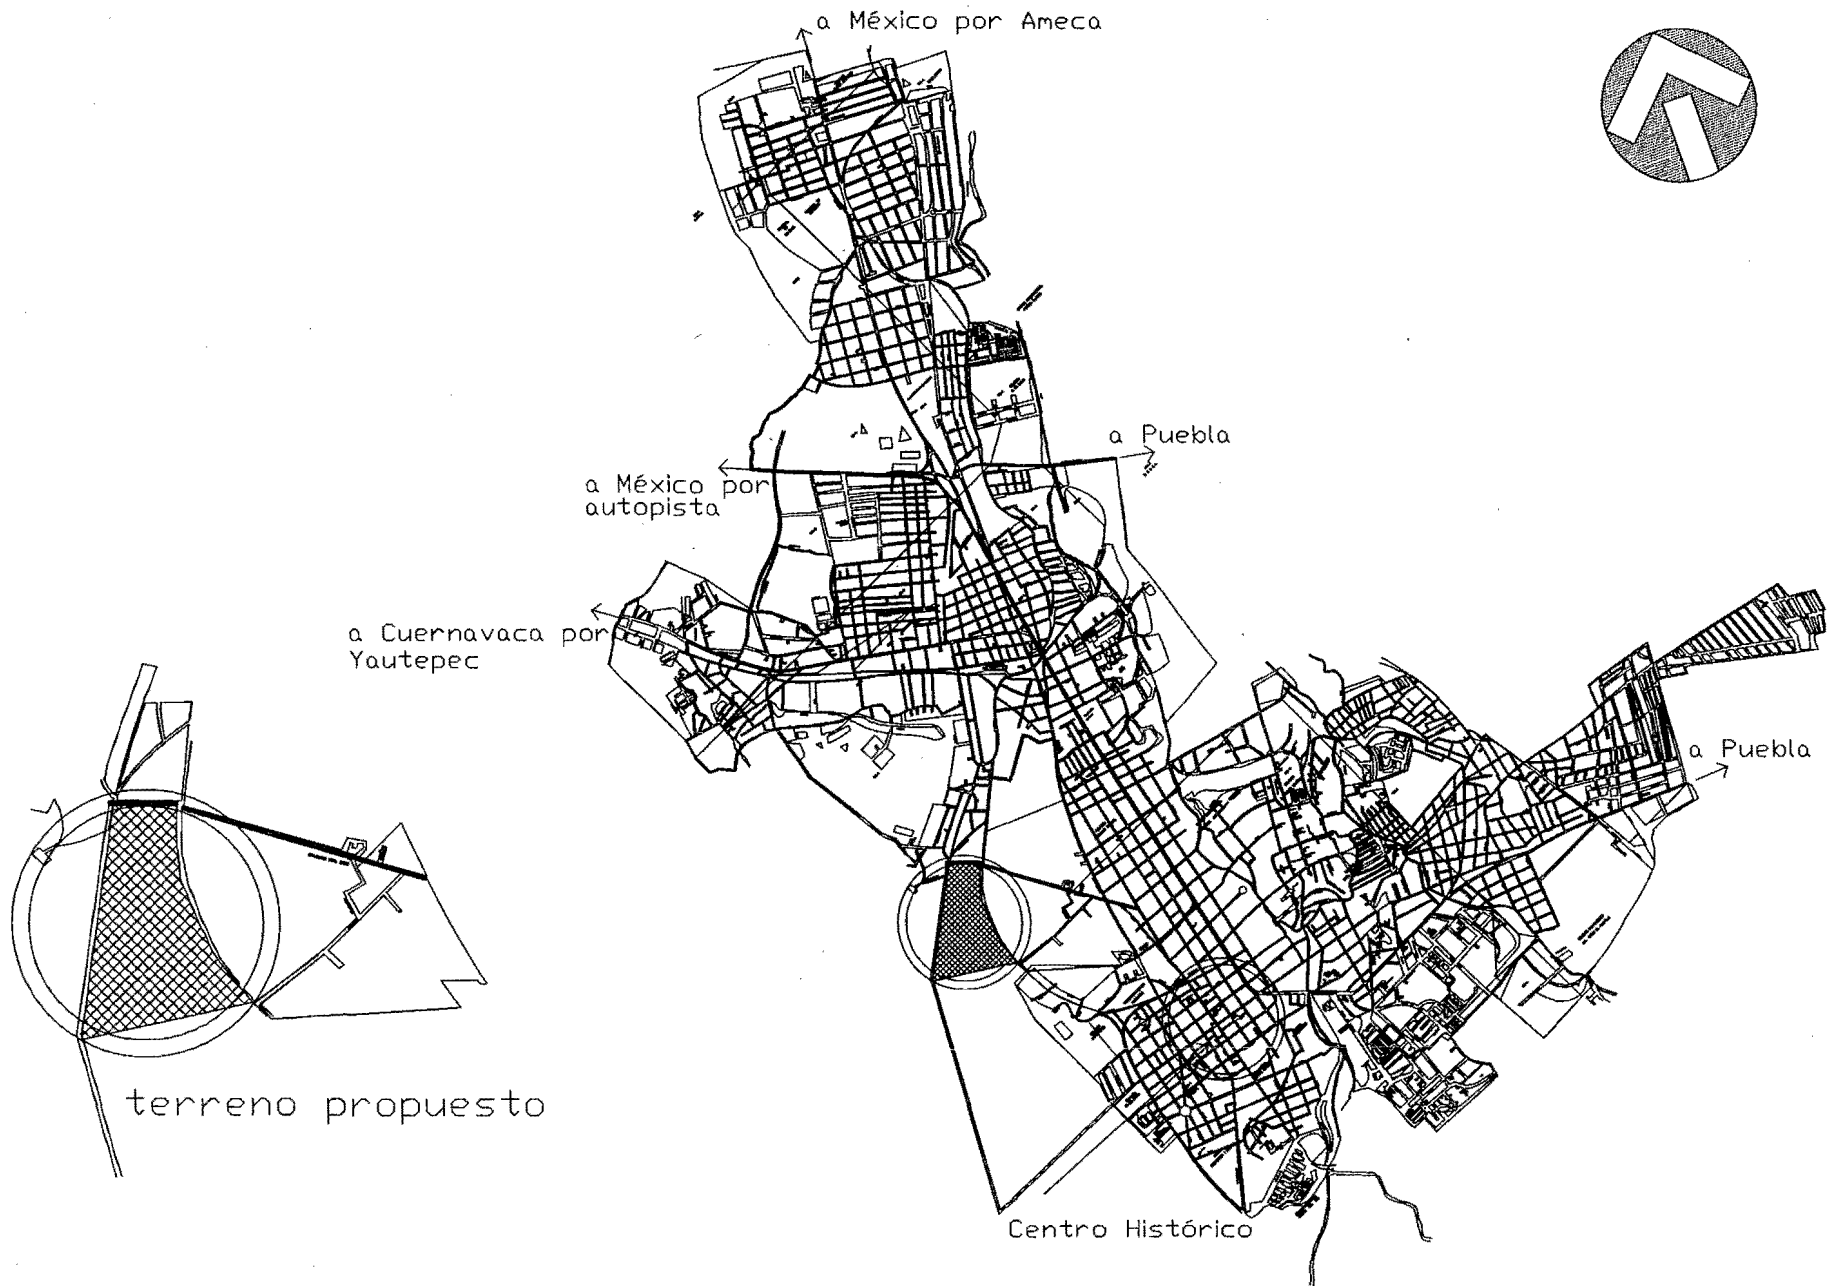 a México por Ameca
a Puebla
a México por
autopista
a Cuernavaca por
Yautepec
a Puebla
terreno propuesto
Centro Histórico